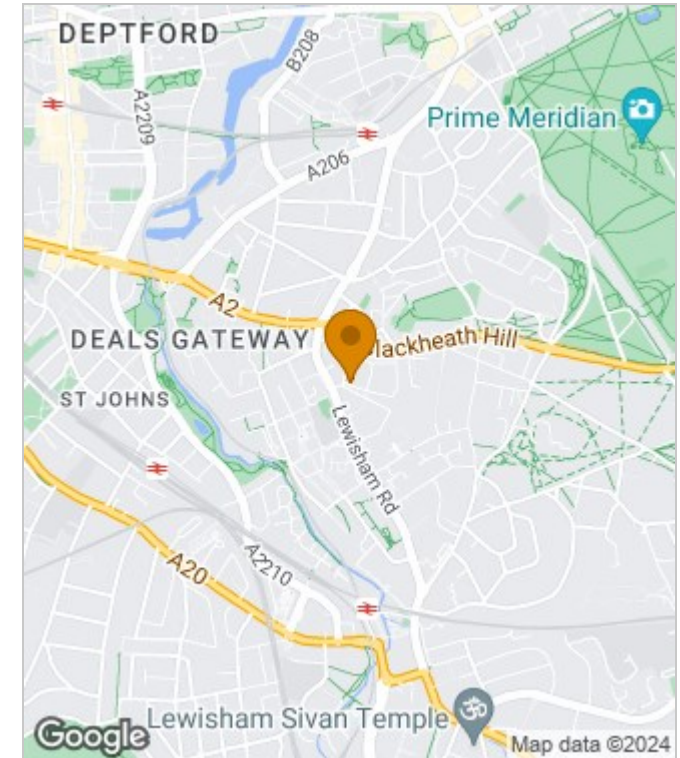 DEPTFORD
B208
A2209
Prime Meridian
A206
A2
DEALS GATEWAY
lackheath Hill
ST JOHNS
Lewisham Rd
A2210
A20
Lewisham Sivan Temple
Google
Map data ©2024